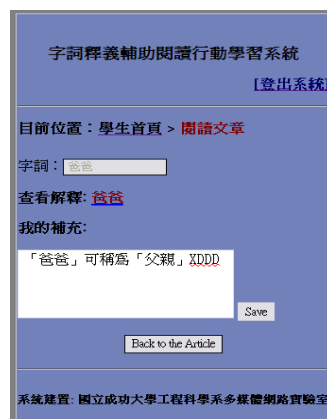 字詞釋義輔助閱讀行動學習系統
[登出系統]
目前位置：學生首頁 > 閱讀文章
字詞：爸爸
查看解釋: 爸爸
我的補充:
「爸爸」可稱為「父親」XDDD
Save
Back to the Article
系統建置: 國立成功大學工程科學系多媒體網路實驗室